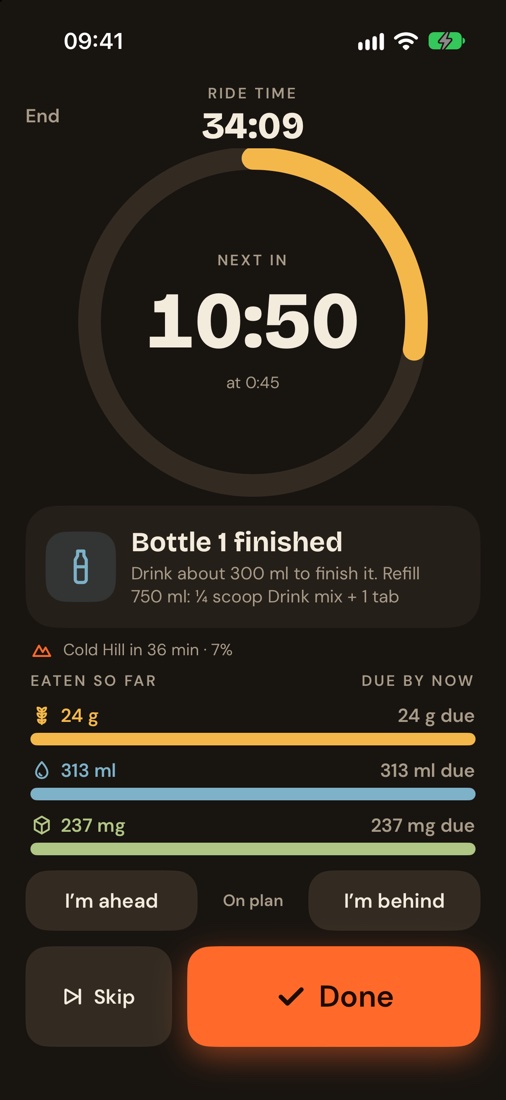 09:41
RIDE TIME
End
34:09
NEXT IN
10:50
at 0:45
Bottle 1 finished
Drink about 300 ml to finish it. Refill
750 ml: ¼ scoop Drink mix + 1 tab
Cold Hill in 36 min · 7%
EATEN SO FAR DUE BY NOW
24 g 24 g due
313 ml 313 ml due
237 mg 237 mg due
I’m ahead On plan I’m behind
Skip Done